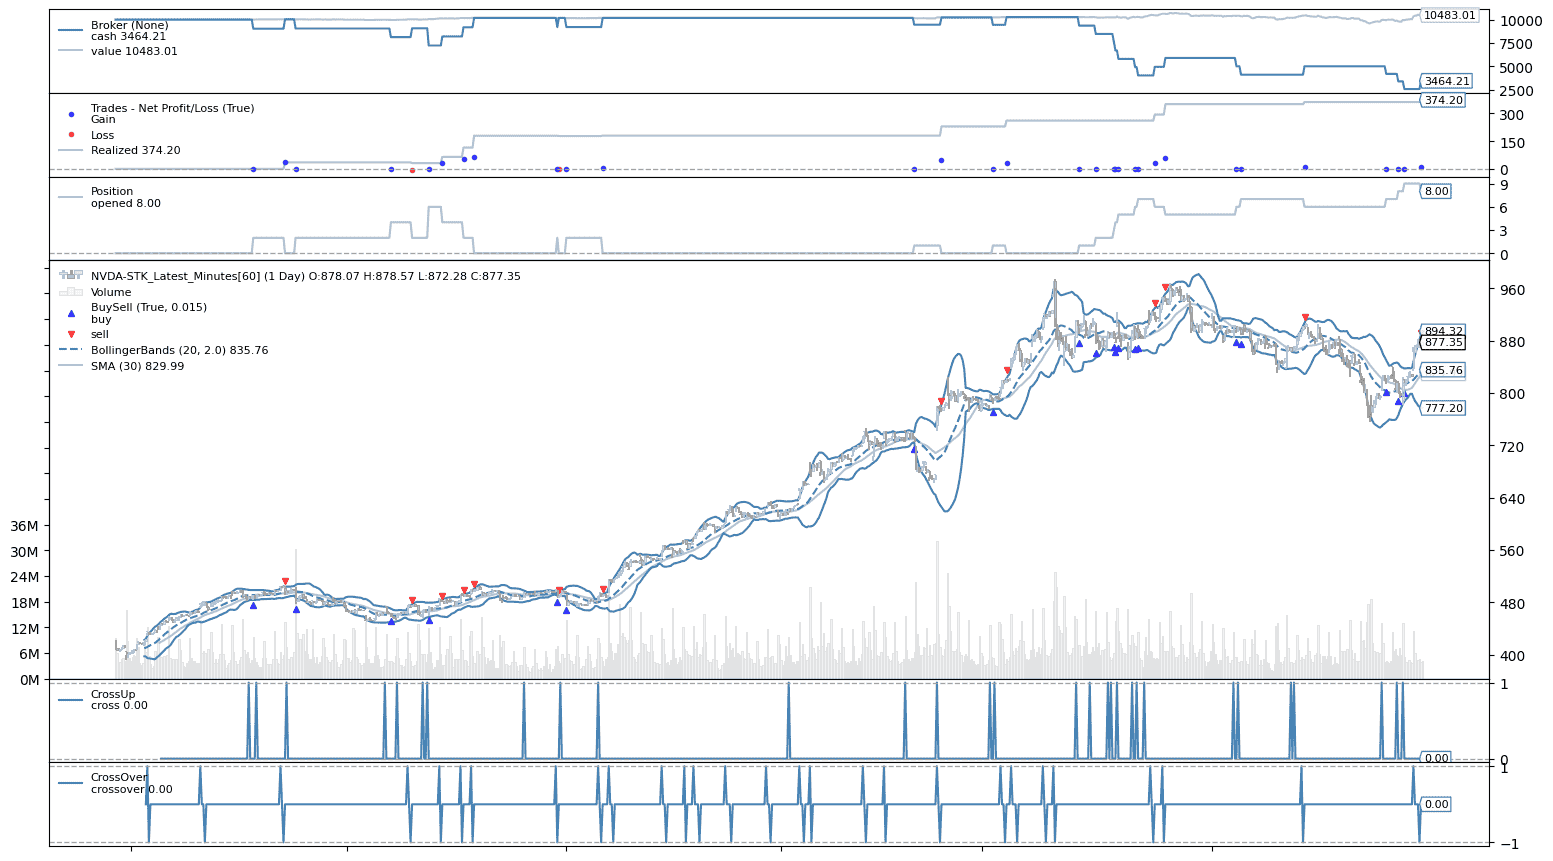 Broker (None)
cash 3464.21
value 10483.01
10483.01
10000
7500
5000
3464.21
2500
Trades - Net Profit/Loss (True)
Gain
Loss
Realized 374.20
374.20
300
150
0
Position
opened 8.00
9
8.00
6
3
0
NVDA-STK_Latest_Minutes[60] (1 Day) O:878.07 H:878.57 L:872.28 C:877.35
Volume
BuySell (True, 0.015)
buy
sell
BollingerBands (20, 2.0) 835.76
SMA (30) 829.99
960
894.32
880
877.35
835.76
800
777.20
720
640
560
480
400
36M
30M
24M
18M
12M
6M
0M
CrossUp
cross 0.00
1
0.00
0
CrossOver
crossover 0.00
1
0.00
−1